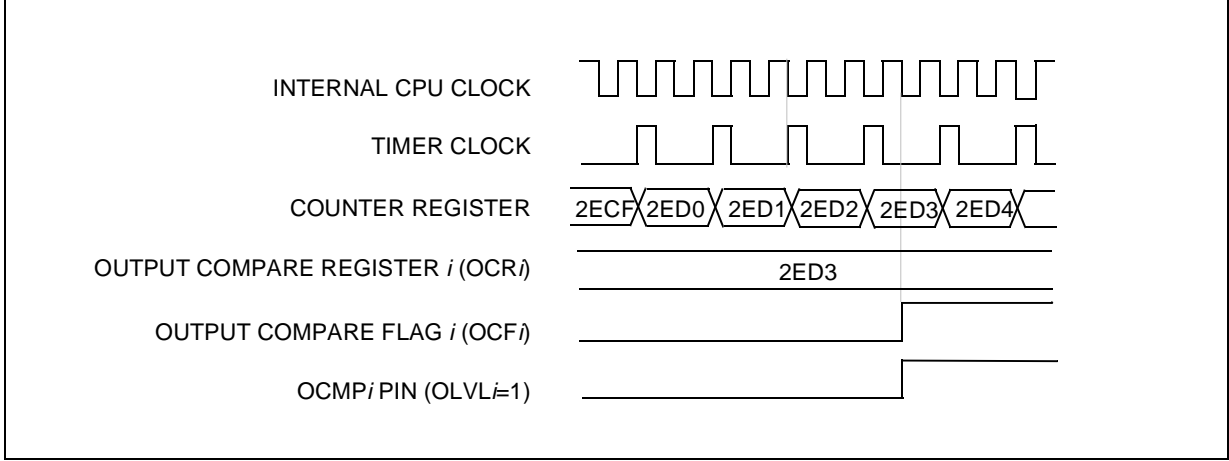 INTERNAL CPU CLOCK
TIMER CLOCK
COUNTER REGISTER 2ECF 2ED0 2ED1 2ED2 2ED3 2ED4
OUTPUT COMPARE REGISTER i (OCRi) 2ED3
OUTPUT COMPARE FLAG i (OCFi)
OCMPi PIN (OLVLi=1)